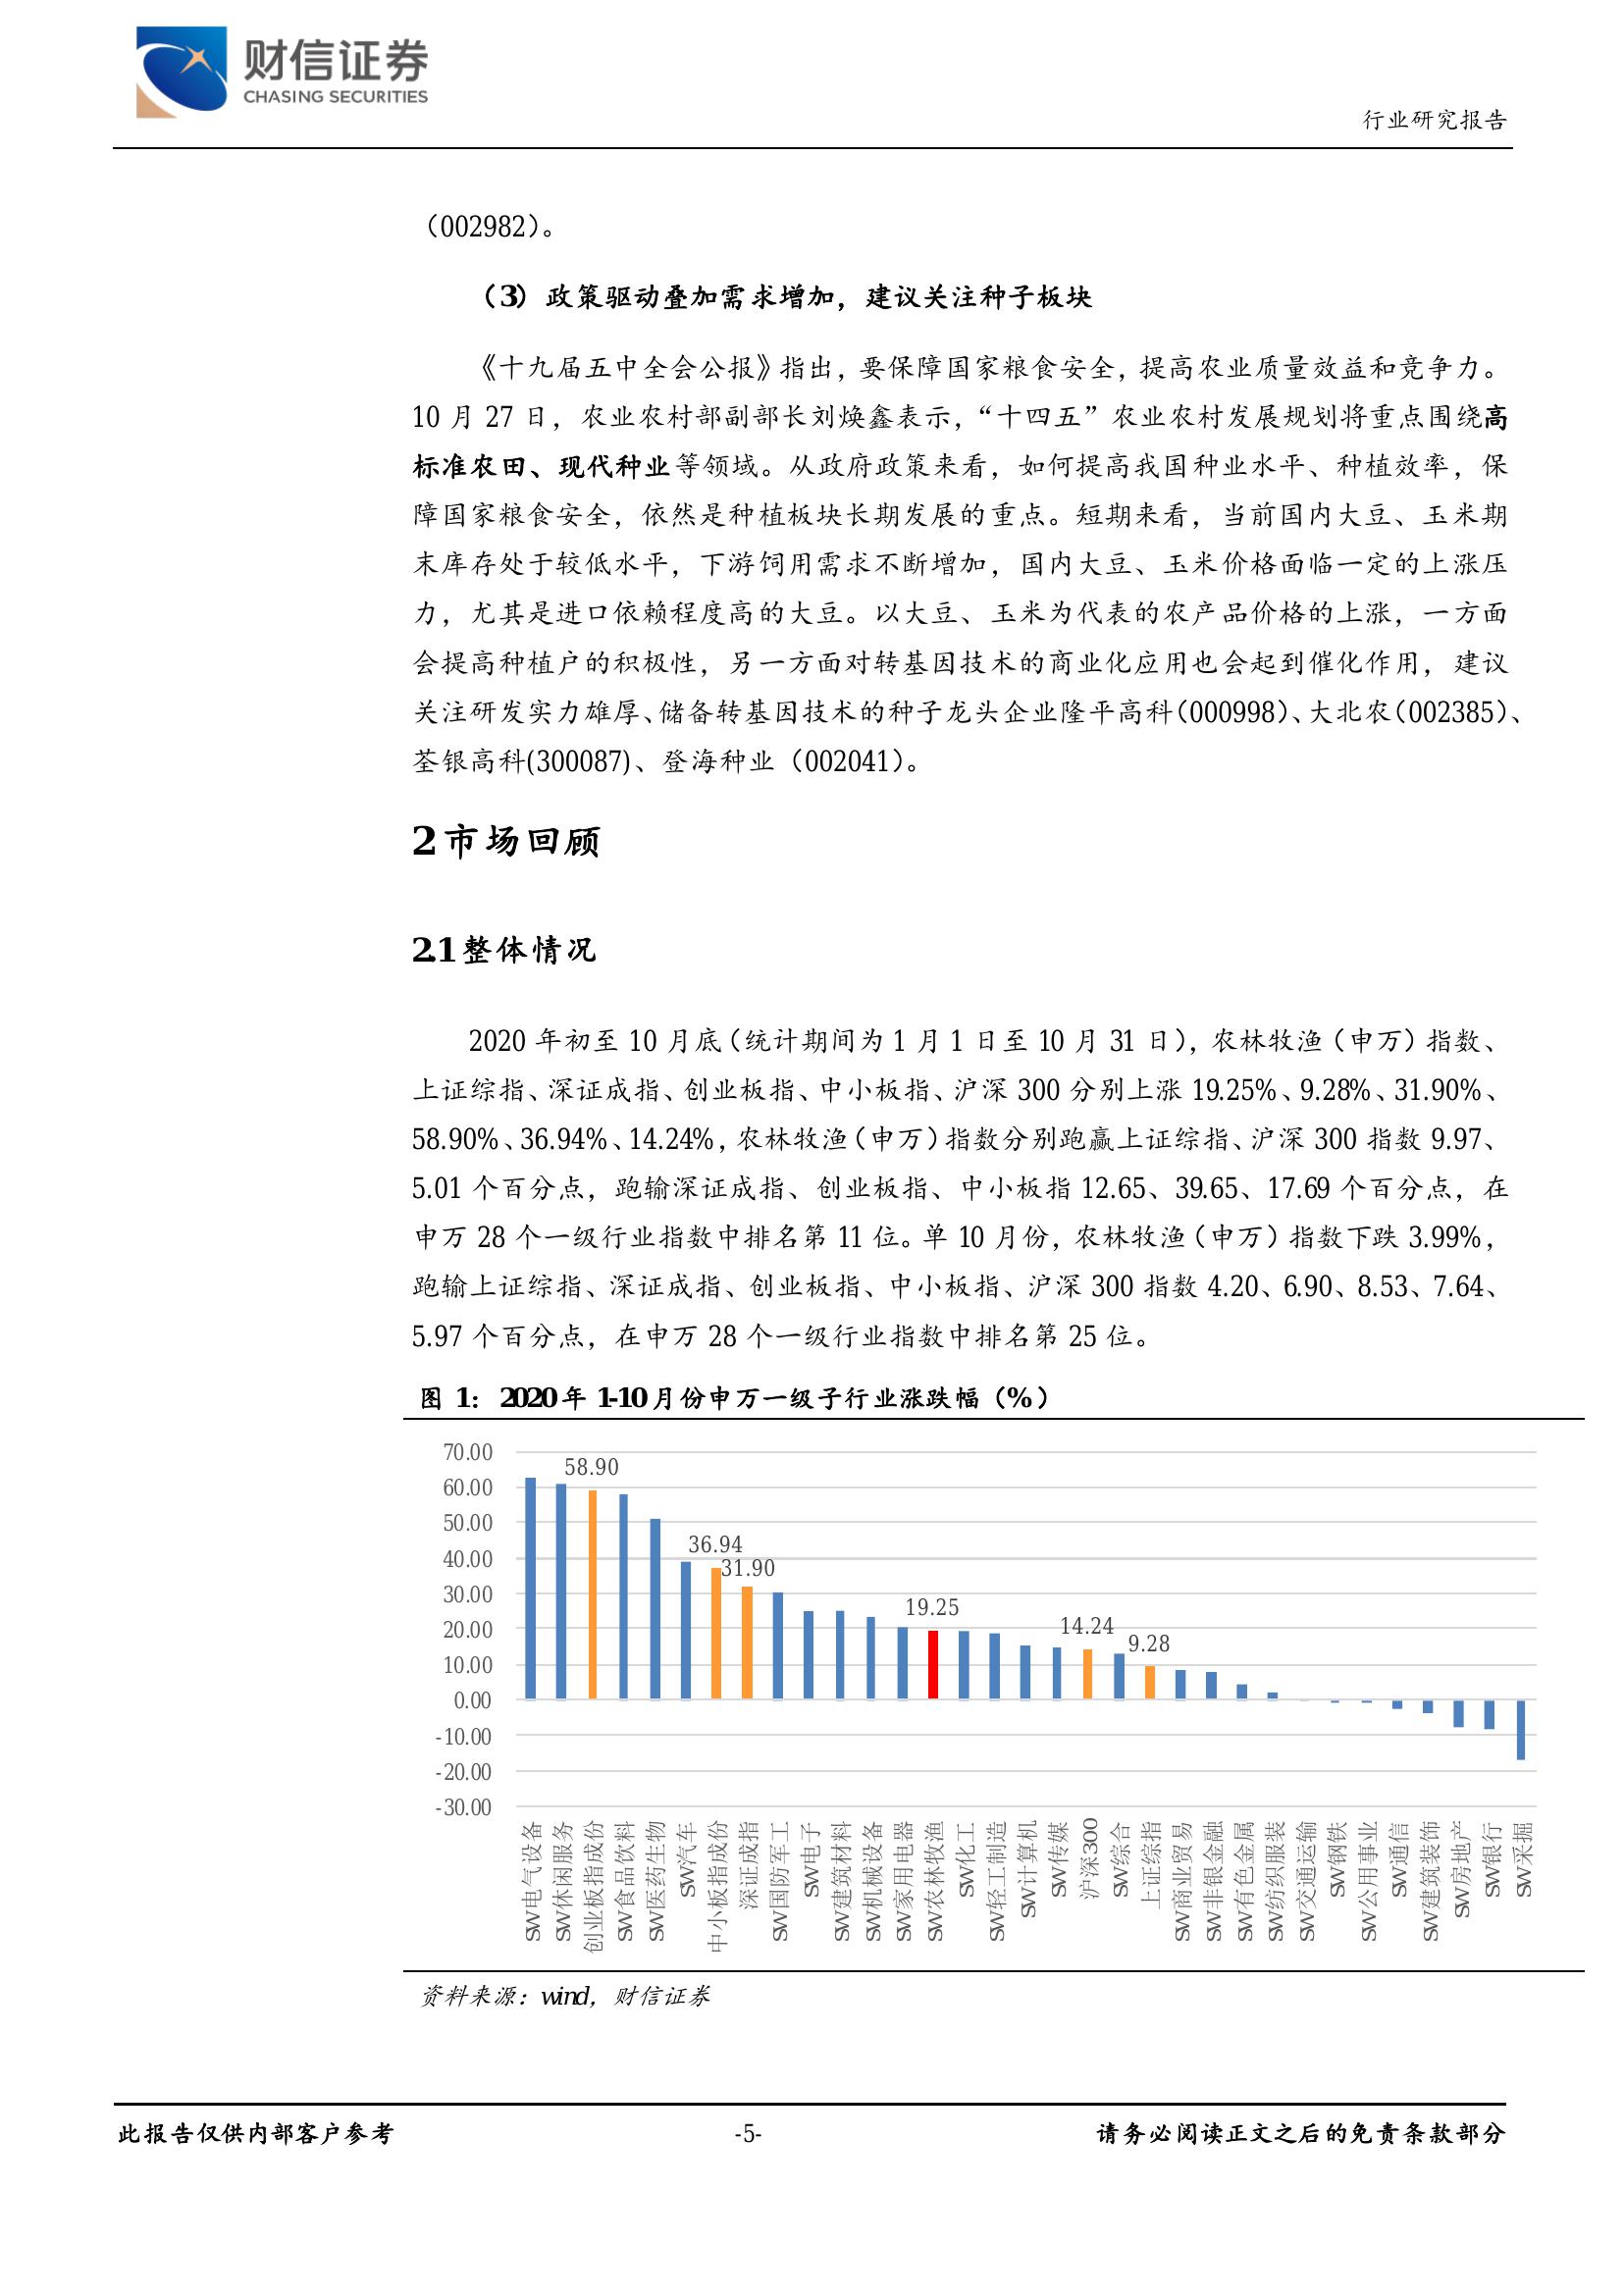 财信证券
CHASING SECURITIES
行业研究报告
（002982）。
（3）政策驱动叠加需求增加，建议关注种子板块
《十九届五中全会公报》指出，要保障国家粮食安全，提高农业质量效益和竞争力。
10 月 27 日，农业农村部副部长刘焕鑫表示，“十四五”农业农村发展规划将重点围绕高
标准农田、现代种业等领域。从政府政策来看，如何提高我国种业水平、种植效率，保
障国家粮食安全，依然是种植板块长期发展的重点。短期来看，当前国内大豆、玉米期
末库存处于较低水平，下游饲用需求不断增加，国内大豆、玉米价格面临一定的上涨压
力，尤其是进口依赖程度高的大豆。以大豆、玉米为代表的农产品价格的上涨，一方面
会提高种植户的积极性，另一方面对转基因技术的商业化应用也会起到催化作用，建议
关注研发实力雄厚、储备转基因技术的种子龙头企业隆平高科（000998）、大北农（002385）、
荃银高科(300087)、登海种业（002041）。
2 市场回顾
2.1 整体情况
2020 年初至 10 月底（统计期间为 1 月 1 日至 10 月 31 日），农林牧渔（申万）指数、
上证综指、深证成指、创业板指、中小板指、沪深 300 分别上涨 19.25%、9.28%、31.90%、
58.90%、36.94%、14.24%，农林牧渔（申万）指数分别跑赢上证综指、沪深 300 指数 9.97、
5.01 个百分点，跑输深证成指、创业板指、中小板指 12.65、39.65、17.69 个百分点，在
申万 28 个一级行业指数中排名第 11 位。单 10 月份，农林牧渔（申万）指数下跌 3.99%，
跑输上证综指、深证成指、创业板指、中小板指、沪深 300 指数 4.20、6.90、8.53、7.64、
5.97 个百分点，在申万 28 个一级行业指数中排名第 25 位。
图 1：2020 年 1-10 月份申万一级子行业涨跌幅（%）
70.00
60.00
50.00
40.00
30.00
20.00
10.00
0.00
-10.00
-20.00
-30.00
58.90
36.94
31.90
19.25
14.24
9.28
SW电气设备
SW休闲服务
创业板指成份
SW食品饮料
SW医药生物
SW汽车
中小板指成份
深证成指
SW国防军工
SW电子
SW建筑材料
SW机械设备
SW家用电器
SW农林牧渔
SW化工
SW轻工制造
SW计算机
SW传媒
沪深300
SW综合
上证综指
SW商业贸易
SW非银金融
SW有色金属
SW纺织服装
SW交通运输
SW钢铁
SW公用事业
SW通信
SW建筑装饰
SW房地产
SW银行
SW采掘
资料来源：wind，财信证券
此报告仅供内部客户参考
-5-
请务必阅读正文之后的免责条款部分